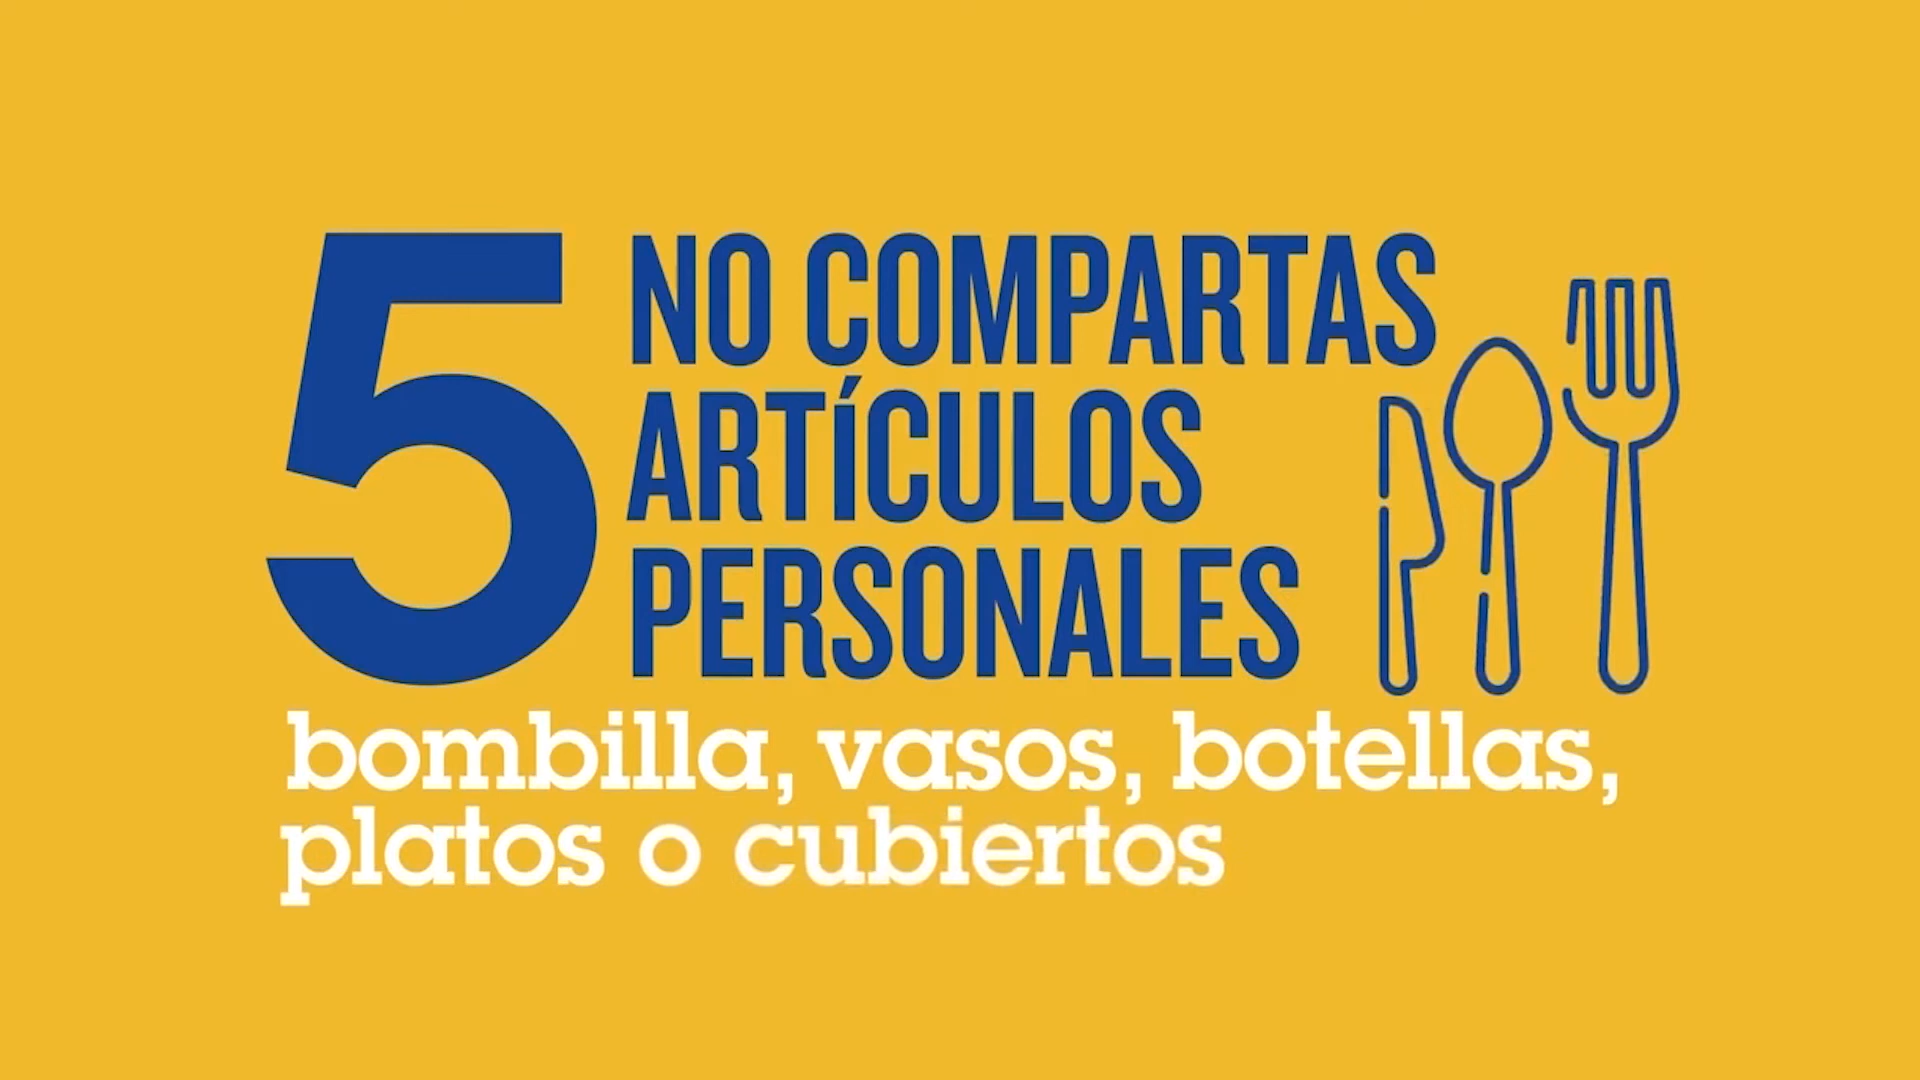 5 NO COMPARTAS
ARTÍCULOS
PERSONALES
bombilla, vasos, botellas,
platos o cubiertos